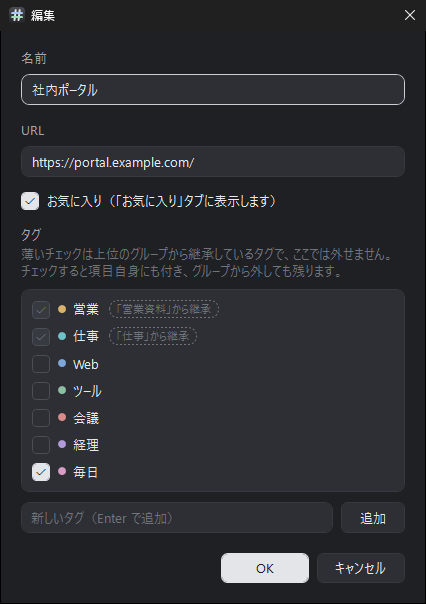 編集
名前
社内ポータル
URL
https://portal.example.com/
お気に入り（「お気に入り」タブに表示します）
タグ
薄いチェックは上位のグループから継承しているタグで、ここでは外せません。
チェックすると項目自身にも付き、グループから外しても残ります。
営業 「営業資料」から継承
仕事 「仕事」から継承
Web
ツール
会議
経理
毎日
新しいタグ（Enter で追加） 追加
OK キャンセル